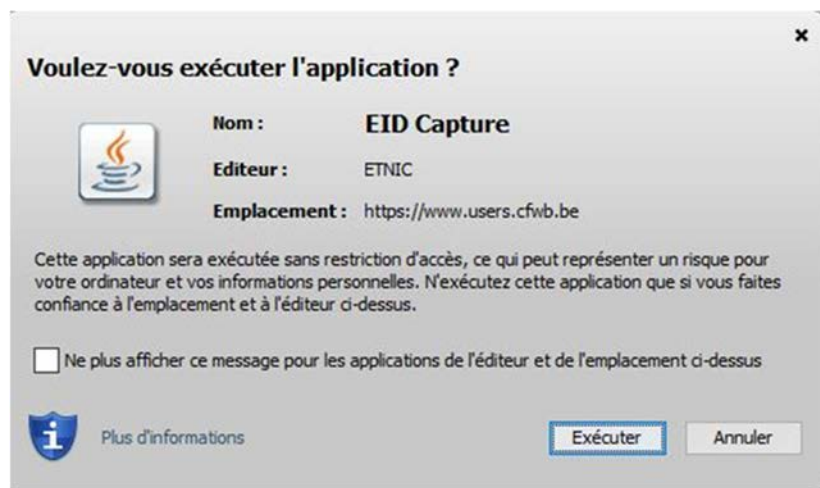 Voulez-vous exécuter l'application ?
Nom : EID Capture
Editeur : ETNIC
Emplacement : https://www.users.cfwb.be
Cette application sera exécutée sans restriction d'accès, ce qui peut représenter un risque pour
votre ordinateur et vos informations personnelles. N'exécutez cette application que si vous faites
confiance à l'emplacement et à l'éditeur ci-dessus.
Ne plus afficher ce message pour les applications de l'éditeur et de l'emplacement ci-dessus
Plus d'informations
Exécuter Annuler